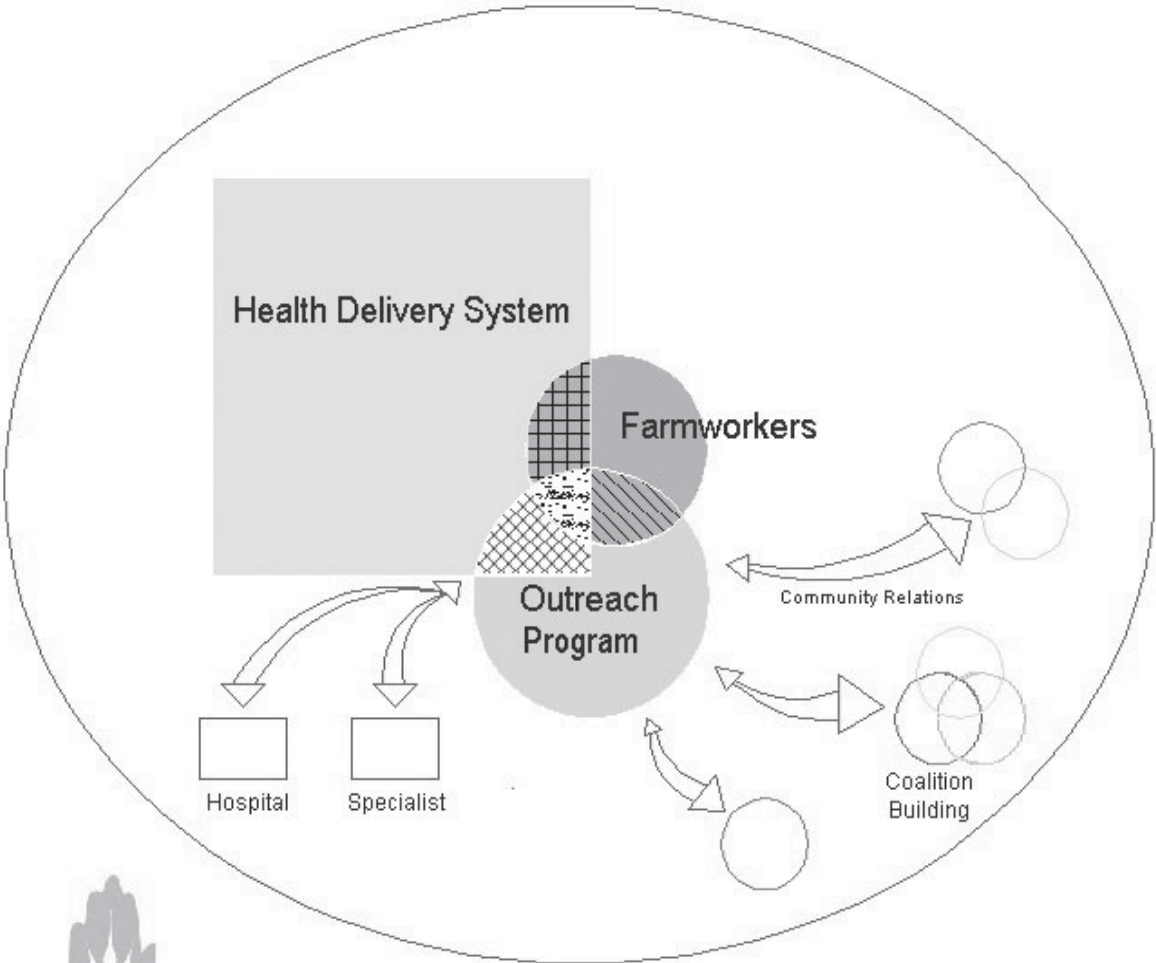 Health Delivery System
Farmworkers
Outreach
Program
Community Relations
Hospital
Specialist
Coalition
Building